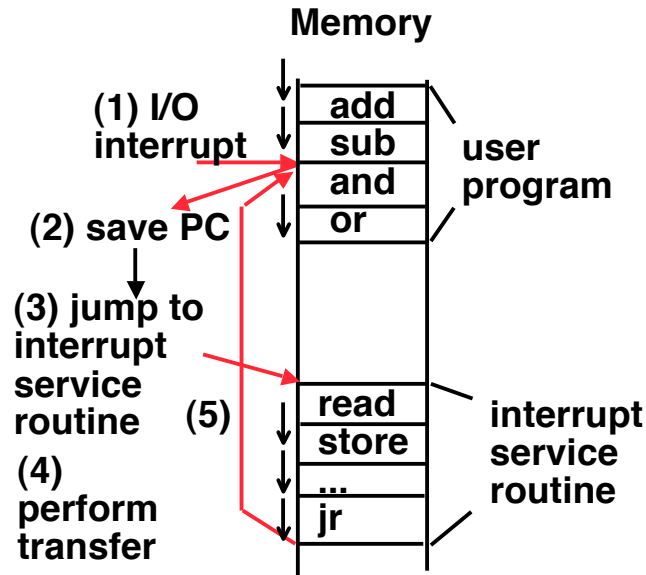 Memory
(1) I/O
interrupt
add
sub
and
or
user
program
(2) save PC
(3) jump to
interrupt
service
routine
(5)
(4)
perform
transfer
read
store
...
jr
interrupt
service
routine